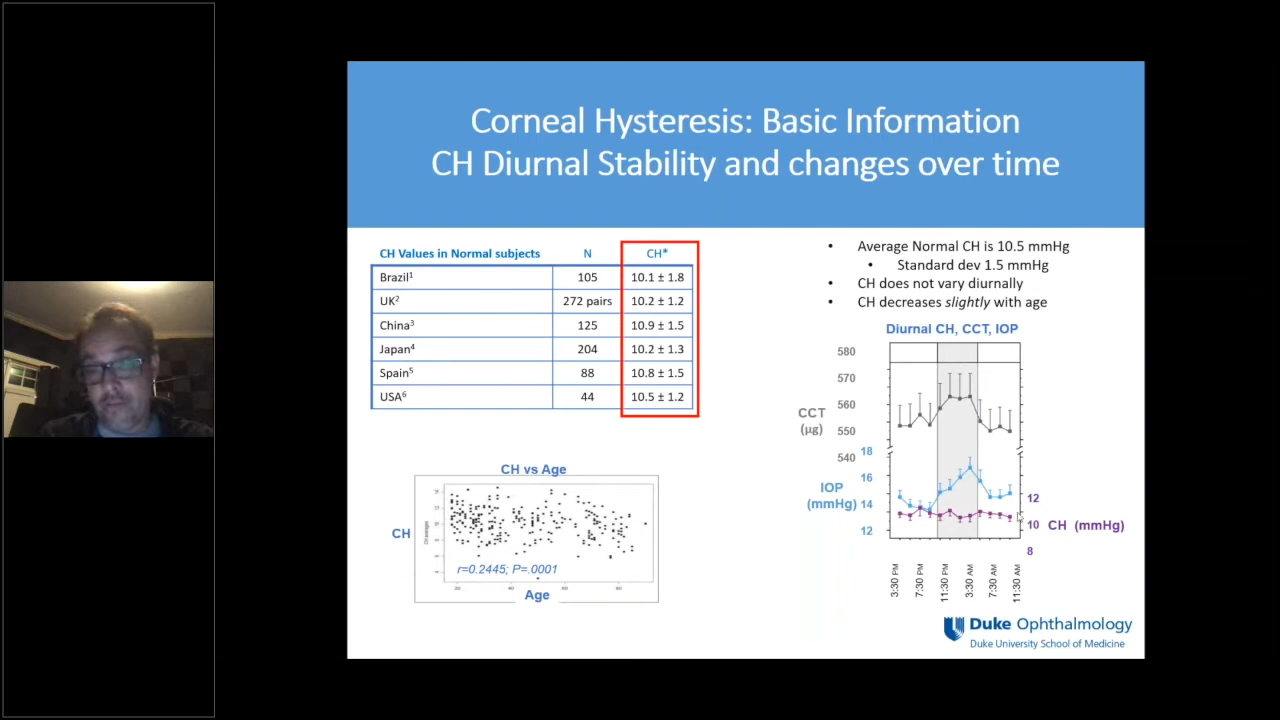 Corneal Hysteresis: Basic Information
CH Diurnal Stability and changes over time
CH Values in Normal subjects N CH*
Brazil¹ 105 10.1 ± 1.8
UK² 272 pairs 10.2 ± 1.2
China³ 125 10.9 ± 1.5
Japan⁴ 204 10.2 ± 1.3
Spain⁵ 88 10.8 ± 1.5
USA⁶ 44 10.5 ± 1.2
CH vs Age
CH
r=0.2445; P=.0001
20 40 60 80
Age
• Average Normal CH is 10.5 mmHg
• Standard dev 1.5 mmHg
• CH does not vary diurnally
• CH decreases slightly with age
Diurnal CH, CCT, IOP
580
570
560
CCT
(µg)
550
540
18
16
IOP
(mmHg)
14
12
12
10 CH (mmHg)
8
3:30 PM
7:30 PM
11:30 PM
3:30 AM
7:30 AM
11:30 AM
Duke Ophthalmology
Duke University School of Medicine